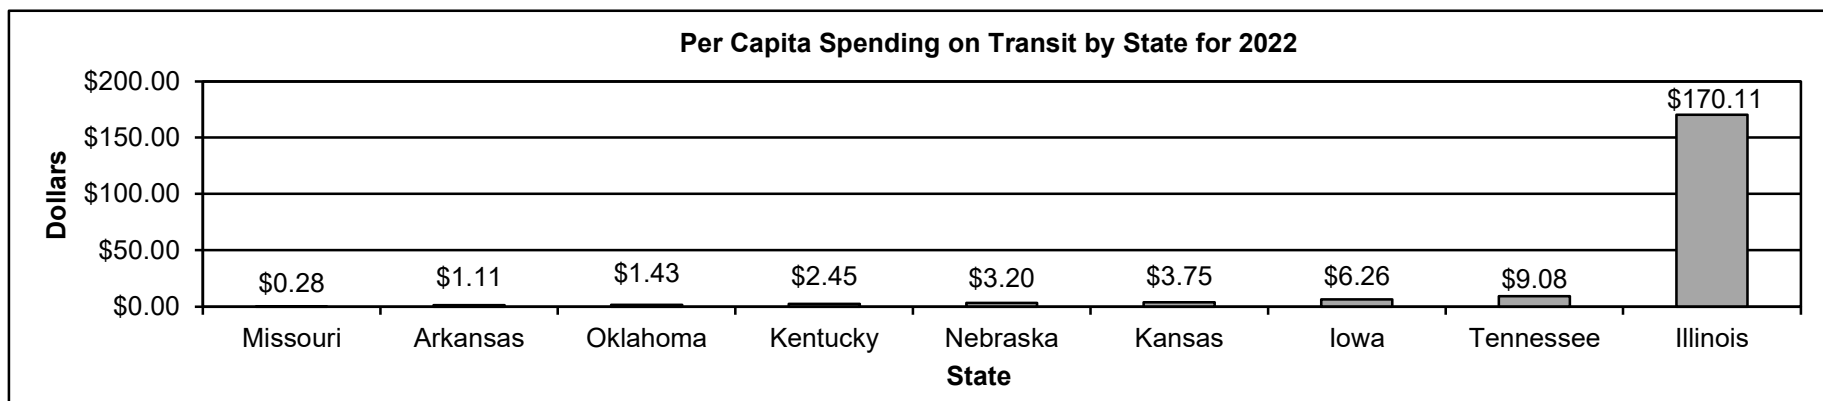 Per Capita Spending on Transit by State for 2022
Dollars
$200.00
$150.00
$100.00
$50.00
$0.00
$0.28 $1.11 $1.43 $2.45 $3.20 $3.75 $6.26 $9.08 $170.11
Missouri Arkansas Oklahoma Kentucky Nebraska Kansas Iowa Tennessee Illinois
State